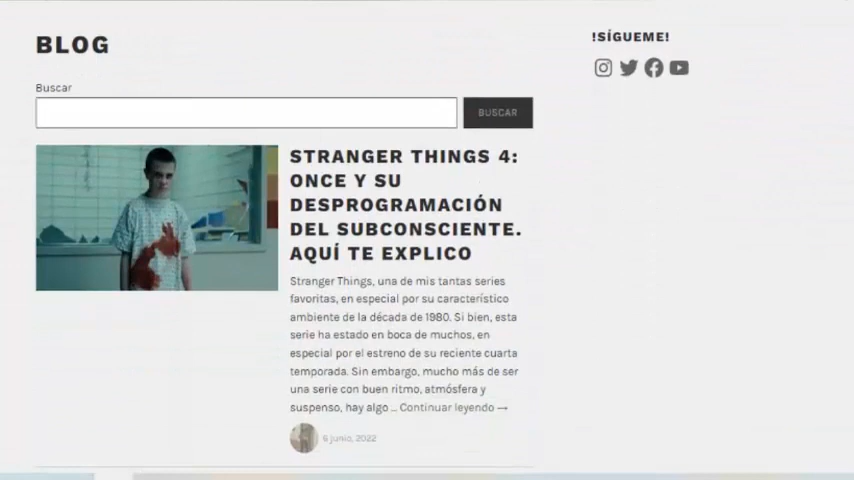 BLOG
!SÍGUEME!
Buscar
BUSCAR
STRANGER THINGS 4:
ONCE Y SU
DESPROGRAMACIÓN
DEL SUBCONSCIENTE.
AQUÍ TE EXPLICO
Stranger Things, una de mis tantas series
favoritas, en especial por su característico
ambiente de la década de 1980. Si bien, esta
serie ha estado en boca de muchos, en
especial por el estreno de su reciente cuarta
temporada. Sin embargo, mucho más de ser
una serie con buen ritmo, atmósfera y
suspenso, hay algo … Continuar leyendo →
6 junio, 2022